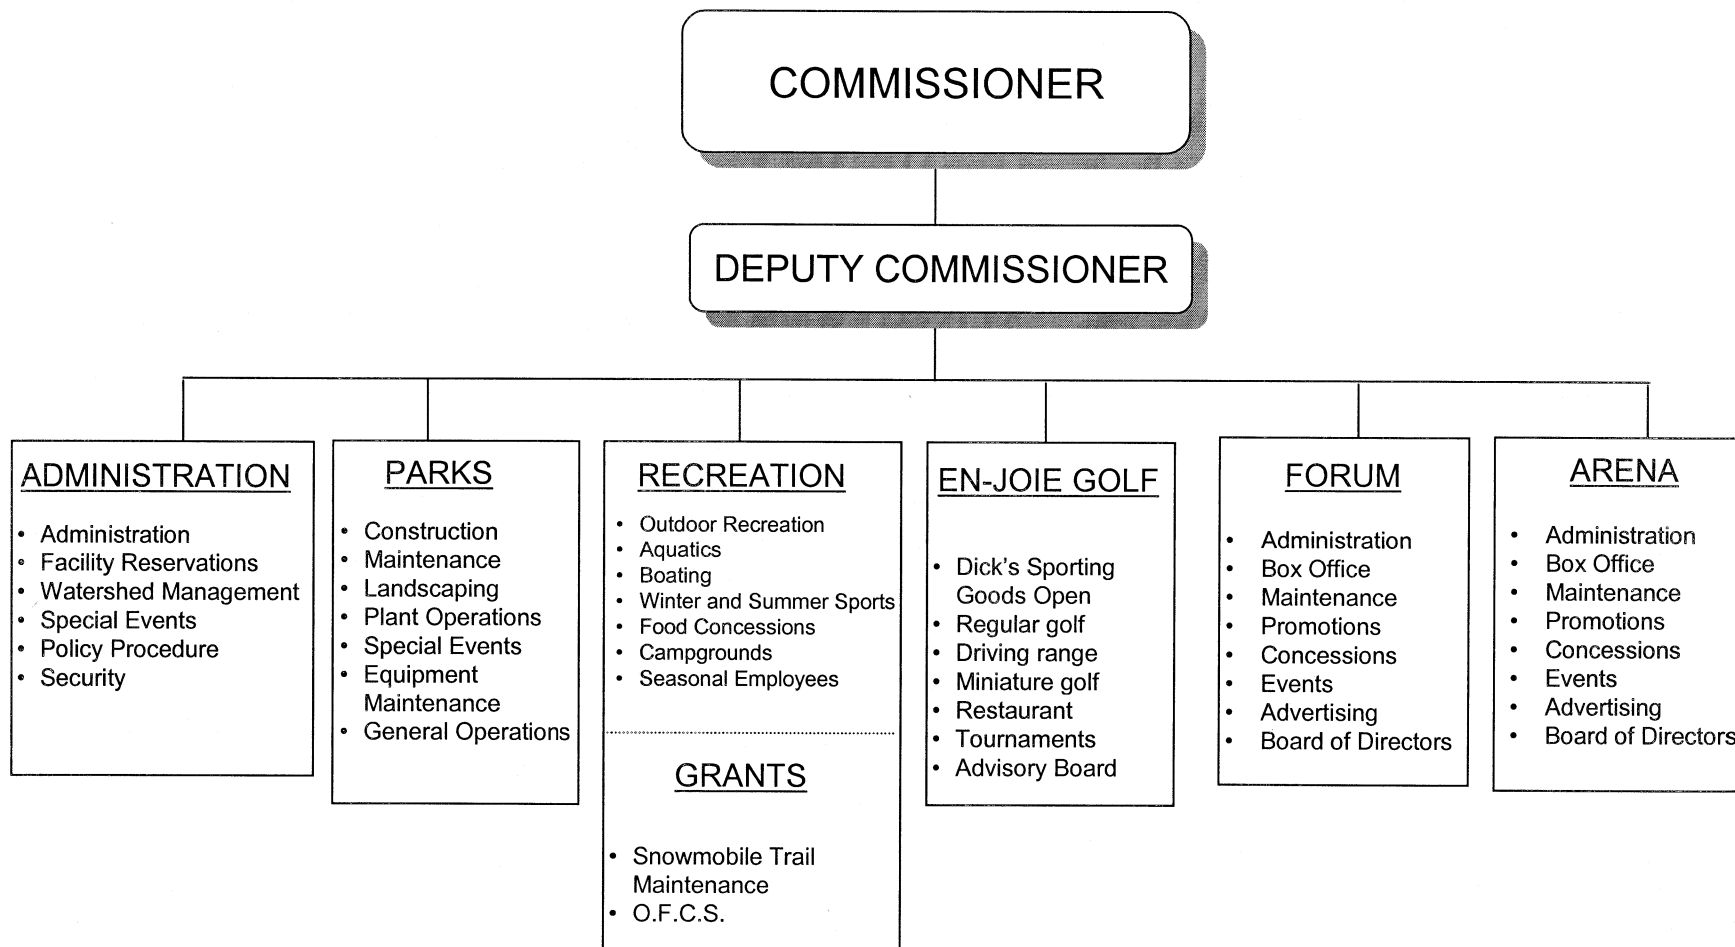 COMMISSIONER
DEPUTY COMMISSIONER
ADMINISTRATION
• Administration
• Facility Reservations
• Watershed Management
• Special Events
• Policy Procedure
• Security
PARKS
• Construction
• Maintenance
• Landscaping
• Plant Operations
• Special Events
• Equipment
Maintenance
• General Operations
RECREATION
• Outdoor Recreation
• Aquatics
• Boating
• Winter and Summer Sports
• Food Concessions
• Campgrounds
• Seasonal Employees
GRANTS
• Snowmobile Trail
Maintenance
• O.F.C.S.
EN-JOIE GOLF
• Dick's Sporting
Goods Open
• Regular golf
• Driving range
• Miniature golf
• Restaurant
• Tournaments
• Advisory Board
FORUM
• Administration
• Box Office
• Maintenance
• Promotions
• Concessions
• Events
• Advertising
• Board of Directors
ARENA
• Administration
• Box Office
• Maintenance
• Promotions
• Concessions
• Events
• Advertising
• Board of Directors